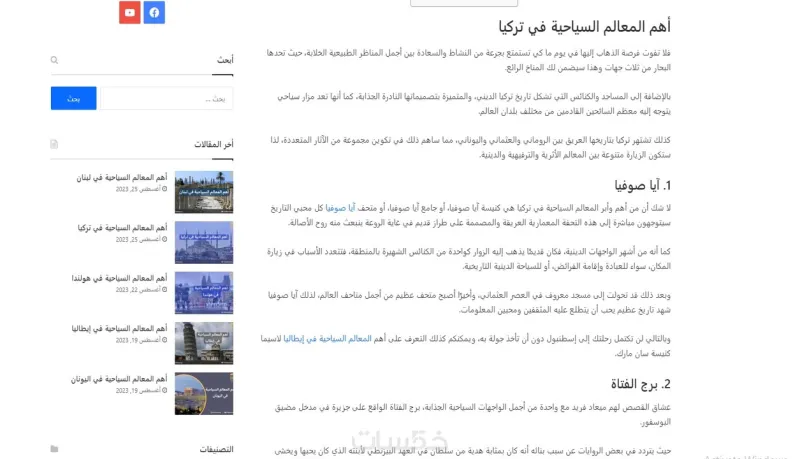 أهم المعالم السياحية في تركيا
فلا تفوت فرصة الذهاب إليها في يوم ما كي تستمتع بجرعة من النشاط والسعادة بين أجمل المناظر الطبيعية الخلابة، حيث تحدها
البحار من ثلاث جهات وهذا سيضمن لك المناخ الرائع.
بالإضافة إلى المساجد والكنائس التي تشكل تاريخ تركيا الديني، والمتميزة بتصميماتها النادرة الجذابة، كما أنها تعد مزار سياحي
يتوجه إليه معظم السائحين القادمين من مختلف بلدان العالم.
كذلك تشتهر تركيا بتاريخها العريق بين الروماني والعثماني واليوناني، مما ساهم ذلك في تكوين مجموعة من الآثار المتعددة، لذا
ستكون الزيارة متنوعة بين المعالم الأثرية والترفيهية والدينية.
1. آيا صوفيا
لا شك أن من أهم وأبر المعالم السياحية في تركيا هي كنيسة آيا صوفيا، أو جامع آيا صوفيا، أو متحف آيا صوفيا كل محبي التاريخ
سيتوجهون مباشرة إلى هذه التحفة المعمارية العريقة والمصممة على طراز قديم في غاية الروعة ينبعث منه روح الأصالة.
كما أنه من أشهر الواجهات الدينية، فكان قديمًا يذهب إليه الزوار كواحدة من الكنائس الشهيرة بالمنطقة، فتتعدد الأسباب في زيارة
المكان، سواء للعبادة وإقامة الفرائض، أو للسياحة الدينية التاريخية.
وبعد ذلك قد تحولت إلى مسجد معروف في العصر العثماني، وأخيرًا أصبح متحف عظيم من أجمل متاحف العالم، لذلك آيا صوفيا
شهد تاريخ عظيم يحب أن يتطلع عليه المثقفين ومحبين المعلومات.
وبالتالي لن تكتمل رحلتك إلى إسطنبول دون أن تأخذ جولة به، ويمكنكم كذلك التعرف على أهم المعالم السياحية في إيطاليا لاسيما
كنيسة سان مارك.
2. برج الفتاة
عشاق القصص لهم ميعاد فريد مع واحدة من أجمل الواجهات السياحية الجذابة، برج الفتاة الواقع على جزيرة في مدخل مضيق
البوسفور.
حيث يتردد في بعض الروايات عن سبب بنائه أنه كان بمثابة هدية من سلطان في العهد البيزنطي لابنته الذي كان يحبها ويخشى
أبحث
بحث ...
بحث
أخر المقالات
أهم المعالم السياحية في لبنان
أغسطس 25, 2023
أهم المعالم السياحية في تركيا
أغسطس 25, 2023
أهم المعالم السياحية في هولندا
أغسطس 22, 2023
أهم المعالم السياحية في إيطاليا
أغسطس 19, 2023
أهم المعالم السياحية في اليونان
أغسطس 19, 2023
التصنيفات
خمسات